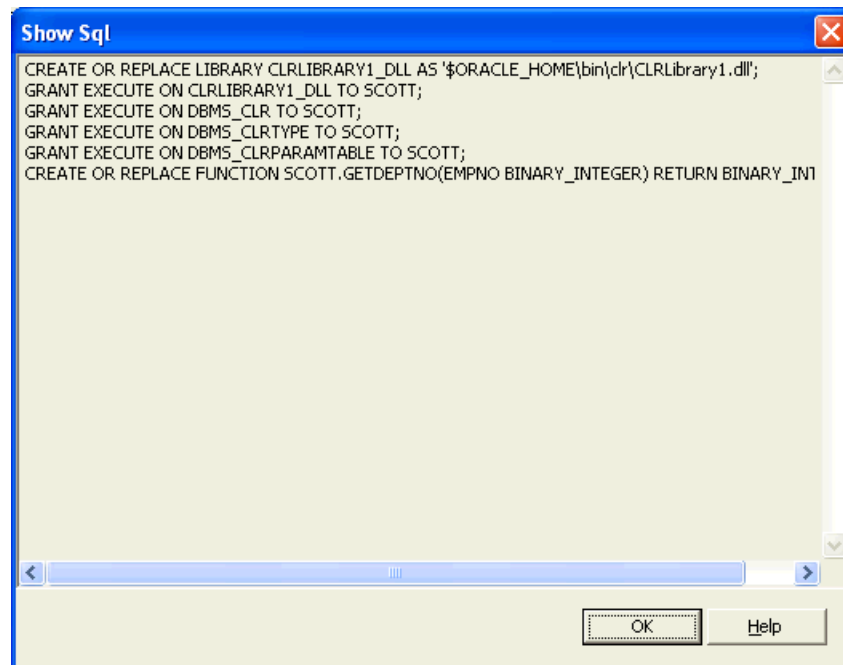 Show Sql
CREATE OR REPLACE LIBRARY CLRLIBRARY1_DLL AS '$ORACLE_HOME\bin\clr\CLRLibrary1.dll';
GRANT EXECUTE ON CLRLIBRARY1_DLL TO SCOTT;
GRANT EXECUTE ON DBMS_CLR TO SCOTT;
GRANT EXECUTE ON DBMS_CLRTYPE TO SCOTT;
GRANT EXECUTE ON DBMS_CLRPARAMTABLE TO SCOTT;
CREATE OR REPLACE FUNCTION SCOTT.GETDEPTNO(EMPNO BINARY_INTEGER) RETURN
OK Help